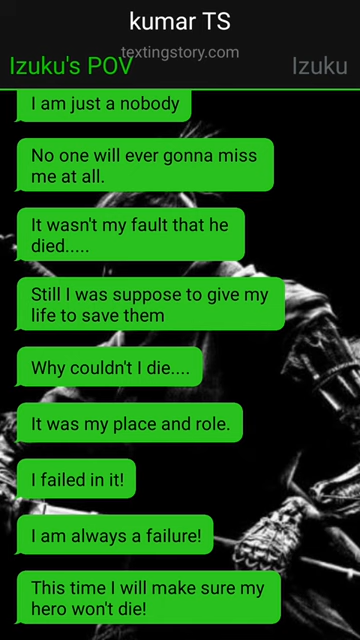 kumar TS
textingstory.com
Izuku's POV
Izuku
I am just a nobody
No one will ever gonna miss
me at all.
It wasn't my fault that he
died.....
Still I was suppose to give my
life to save them
Why couldn't I die....
It was my place and role.
I failed in it!
I am always a failure!
This time I will make sure my
hero won't die!